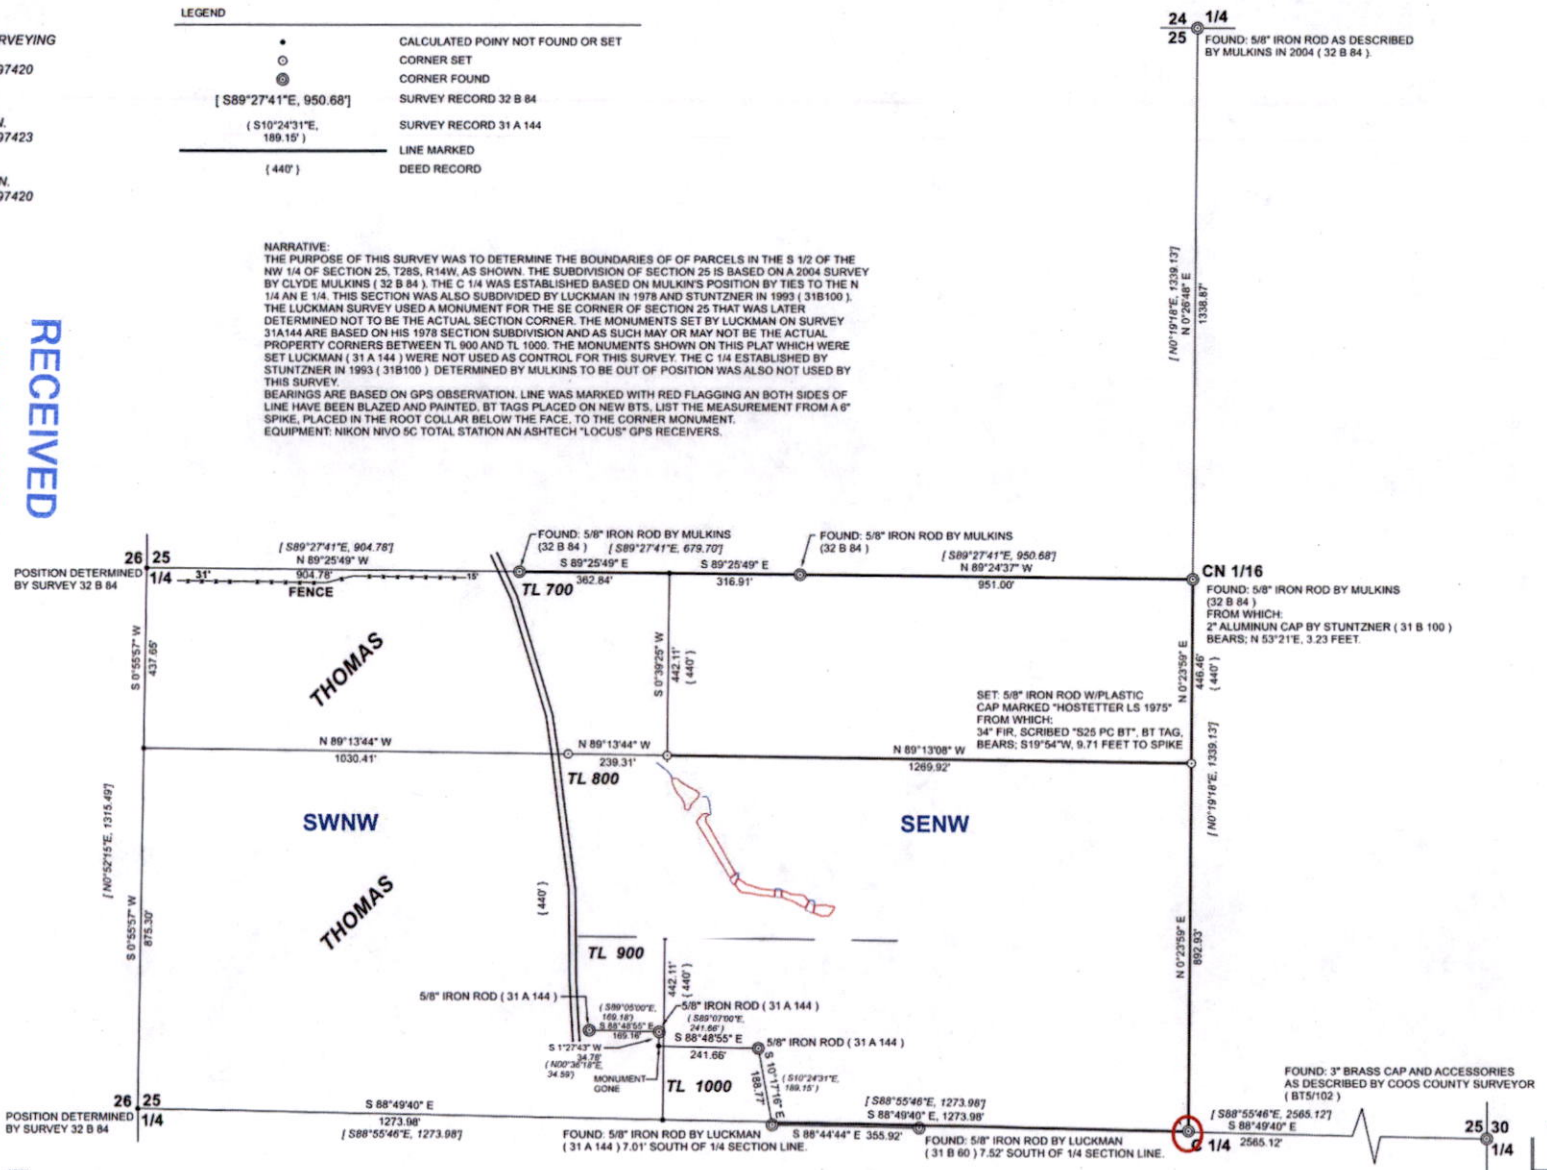 LEGEND
RVEYING
97420
N.
97423
N.
97420
CALCULATED POINY NOT FOUND OR SET
CORNER SET
CORNER FOUND
[ S89°27'41"E, 950.68']
SURVEY RECORD 32 B 84
( S10°24'31"E,
189.15' )
SURVEY RECORD 31 A 144
LINE MARKED
{ 440' }
DEED RECORD
24 1/4
25
FOUND: 5/8" IRON ROD AS DESCRIBED
BY MULKINS IN 2004 ( 32 B 84 ).
NARRATIVE:
THE PURPOSE OF THIS SURVEY WAS TO DETERMINE THE BOUNDARIES OF OF PARCELS IN THE S 1/2 OF THE
NW 1/4 OF SECTION 25, T28S, R14W, AS SHOWN. THE SUBDIVISION OF SECTION 25 IS BASED ON A 2004 SURVEY
BY CLYDE MULKINS ( 32 B 84 ). THE C 1/4 WAS ESTABLISHED BASED ON MULKIN'S POSITION BY TIES TO THE N
1/4 AN E 1/4. THIS SECTION WAS ALSO SUBDIVIDED BY LUCKMAN IN 1978 AND STUNTZNER IN 1993 ( 31B100 ).
THE LUCKMAN SURVEY USED A MONUMENT FOR THE SE CORNER OF SECTION 25 THAT WAS LATER
DETERMINED NOT TO BE THE ACTUAL SECTION CORNER. THE MONUMENTS SET BY LUCKMAN ON SURVEY
31A144 ARE BASED ON HIS 1978 SECTION SUBDIVISION AND AS SUCH MAY OR MAY NOT BE THE ACTUAL
PROPERTY CORNERS BETWEEN TL 900 AND TL 1000. THE MONUMENTS SHOWN ON THIS PLAT WHICH WERE
SET LUCKMAN ( 31 A 144 ) WERE NOT USED AS CONTROL FOR THIS SURVEY. THE C 1/4 ESTABLISHED BY
STUNTZNER IN 1993 ( 31B100 ) DETERMINED BY MULKINS TO BE OUT OF POSITION WAS ALSO NOT USED BY
THIS SURVEY.
BEARINGS ARE BASED ON GPS OBSERVATION. LINE WAS MARKED WITH RED FLAGGING AN BOTH SIDES OF
LINE HAVE BEEN BLAZED AND PAINTED. BT TAGS PLACED ON NEW BTS. LIST THE MEASUREMENT FROM A 6"
SPIKE, PLACED IN THE ROOT COLLAR BELOW THE FACE, TO THE CORNER MONUMENT.
EQUIPMENT: NIKON NIVO 5C TOTAL STATION AN ASHTECH "LOCUS" GPS RECEIVERS.
RECEIVED
[ N0°19'18"E, 1339.13']
N 0°26'46" E
1338.87'
26 25
1/4
POSITION DETERMINED
BY SURVEY 32 B 84
[ S89°27'41"E, 904.78']
N 89°25'49" W
904.78'
31'
15'
FENCE
FOUND: 5/8" IRON ROD BY MULKINS
(32 B 84 )
[S89°27'41"E, 679.70']
S 89°25'49" E
362.84'
TL 700
S 89°25'49" E
316.91'
FOUND: 5/8" IRON ROD BY MULKINS
(32 B 84 )
[S89°27'41"E, 950.68']
N 89°24'37" W
951.00'
CN 1/16
FOUND: 5/8" IRON ROD BY MULKINS
(32 B 84 )
FROM WHICH:
2" ALUMINUN CAP BY STUNTZNER ( 31 B 100 )
BEARS; N 53°21'E, 3.23 FEET.
S 0°55'57" W
437.65'
THOMAS
S 0°39'25" W
442.11'
{ 440' }
N 0°23'59" E
446.46'
{ 440' }
SET: 5/8" IRON ROD W/PLASTIC
CAP MARKED "HOSTETTER LS 1975"
FROM WHICH:
34" FIR, SCRIBED "S25 PC BT", BT TAG,
BEARS; S19°54"W, 9.71 FEET TO SPIKE
N 89°13'44" W
1030.41'
N 89°13'44" W
239.31'
N 89°13'08" W
1269.92'
TL 800
[ N0°19'18"E, 1339.13']
[ N0°52'15"E, 1315.49']
SWNW
SENW
S 0°55'57" W
875.30'
THOMAS
{ 440' }
N 0°23'59" E
892.93'
TL 900
442.11'
{ 440' }
5/8" IRON ROD ( 31 A 144 )
( S89°05'00"E,
169.18')
S 88°48'55" E
169.16'
5/8" IRON ROD ( 31 A 144 )
( S89°07'00"E,
241.66' )
S 88°48'55" E
241.66'
5/8" IRON ROD ( 31 A 144 )
S 1°27'43" W
34.78'
( N00°36'18"E,
34.59')
MONUMENT
GONE
TL 1000
S 10°17'16" E
188.77'
( S10°24'31"E,
189.15' )
26 25
1/4
POSITION DETERMINED
BY SURVEY 32 B 84
S 88°49'40" E
1273.98'
[ S88°55'46"E, 1273.98']
FOUND: 5/8" IRON ROD BY LUCKMAN
( 31 A 144 ) 7.01' SOUTH OF 1/4 SECTION LINE.
[S88°55'46"E, 1273.98]
S 88°49'40" E, 1273.98'
S 88°44'44" E 355.92'
FOUND: 5/8" IRON ROD BY LUCKMAN
( 31 B 60 ) 7.52' SOUTH OF 1/4 SECTION LINE.
C 1/4
FOUND: 3" BRASS CAP AND ACCESSORIES
AS DESCRIBED BY COOS COUNTY SURVEYOR
( BT5/102 )
[ S88°55'46"E, 2565.12']
S 88°49'40" E
2565.12'
25 30
1/4